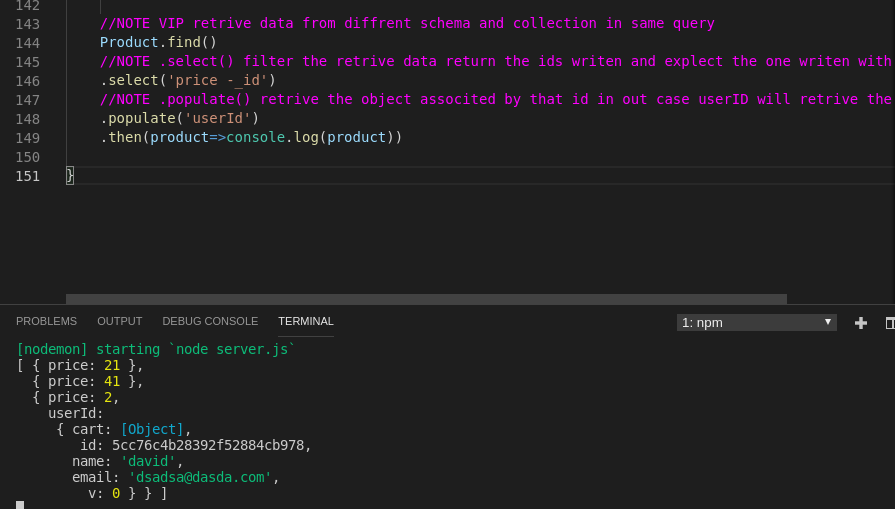 142
143 //NOTE VIP retrive data from diffrent schema and collection in same query
144 Product.find()
145 //NOTE .select() filter the retrive data return the ids writen and explect the one writen with
146 .select('price -_id')
147 //NOTE .populate() retrive the object associted by that id in out case userID will retrive the
148 .populate('userId')
149 .then(product=>console.log(product))
150
151 }
PROBLEMS OUTPUT DEBUG CONSOLE TERMINAL 1: npm
[nodemon] starting `node server.js`
[ { price: 21 },
{ price: 41 },
{ price: 2,
userId:
{ cart: [Object],
id: 5cc76c4b28392f52884cb978,
name: 'david',
email: 'dsadsa@dasda.com',
v: 0 } } ]